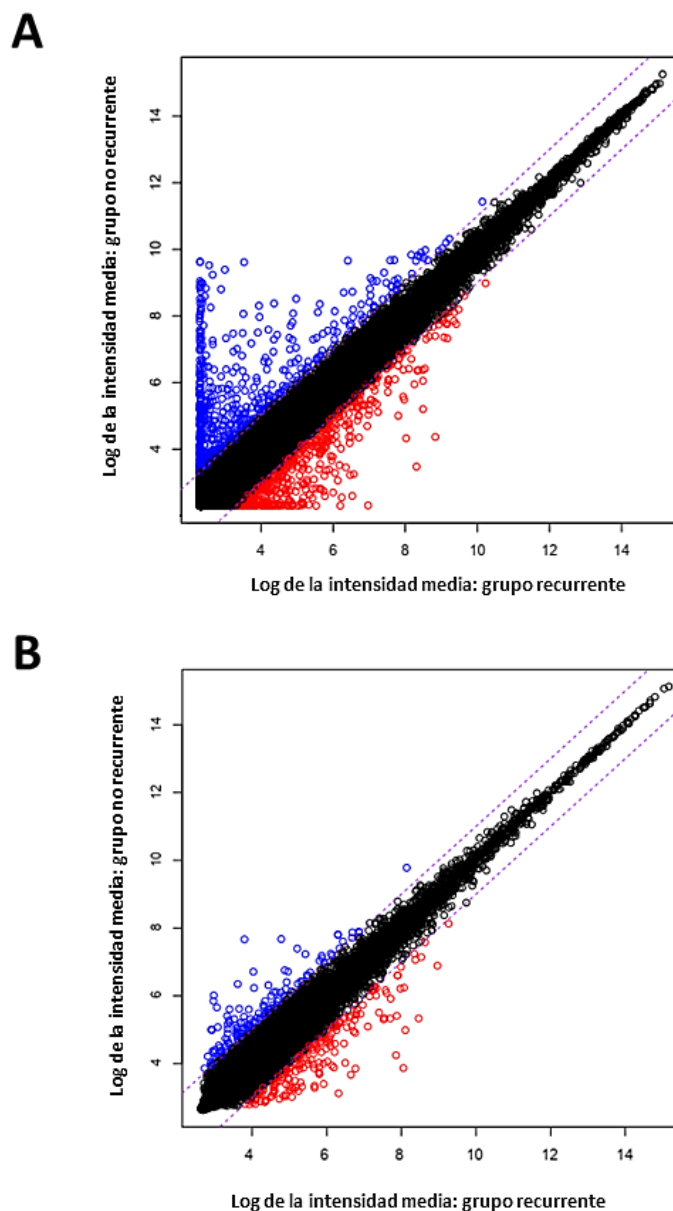 A
Log de la intensidad media: grupo no recurrente
14
12
10
8
6
4
4 6 8 10 12 14
Log de la intensidad media: grupo recurrente
B
Log de la intensidad media: grupo no recurrente
14
12
10
8
6
4
4 6 8 10 12 14
Log de la intensidad media: grupo recurrente